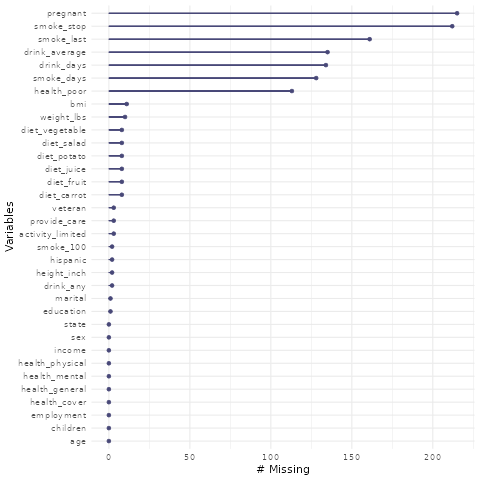 pregnant
smoke_stop
smoke_last
drink_average
drink_days
smoke_days
health_poor
bmi
weight_lbs
diet_vegetable
diet_salad
diet_potato
diet_juice
diet_fruit
diet_carrot
veteran
provide_care
activity_limited
smoke_100
hispanic
height_inch
drink_any
marital
education
state
sex
income
health_physical
health_mental
health_general
health_cover
employment
children
age
Variables
0 50 100 150 200
# Missing